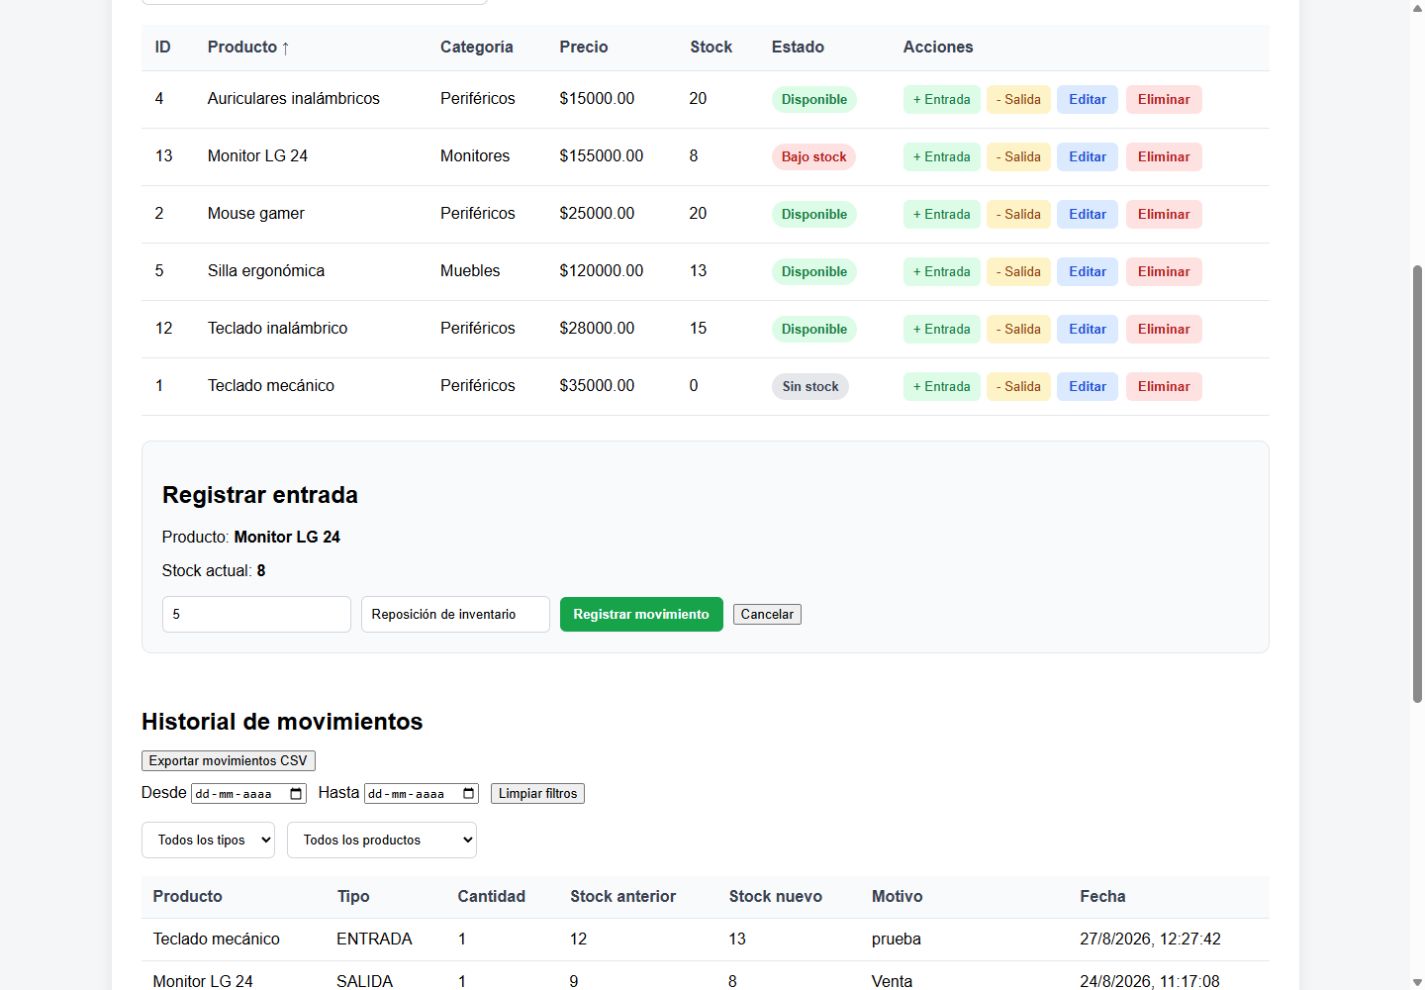 ID Producto ↑ Categoría Precio Stock Estado Acciones
4 Auriculares inalámbricos Periféricos $15000.00 20 Disponible + Entrada - Salida Editar Eliminar
13 Monitor LG 24 Monitores $155000.00 8 Bajo stock + Entrada - Salida Editar Eliminar
2 Mouse gamer Periféricos $25000.00 20 Disponible + Entrada - Salida Editar Eliminar
5 Silla ergonómica Muebles $120000.00 13 Disponible + Entrada - Salida Editar Eliminar
12 Teclado inalámbrico Periféricos $28000.00 15 Disponible + Entrada - Salida Editar Eliminar
1 Teclado mecánico Periféricos $35000.00 0 Sin stock + Entrada - Salida Editar Eliminar
Registrar entrada
Producto: Monitor LG 24
Stock actual: 8
5 Reposición de inventario Registrar movimiento Cancelar
Historial de movimientos
Exportar movimientos CSV
Desde dd-mm-aaaa Hasta dd-mm-aaaa Limpiar filtros
Todos los tipos Todos los productos
Producto Tipo Cantidad Stock anterior Stock nuevo Motivo Fecha
Teclado mecánico ENTRADA 1 12 13 prueba 27/8/2026, 12:27:42
Monitor LG 24 SALIDA 1 9 8 Venta 24/8/2026, 11:17:08